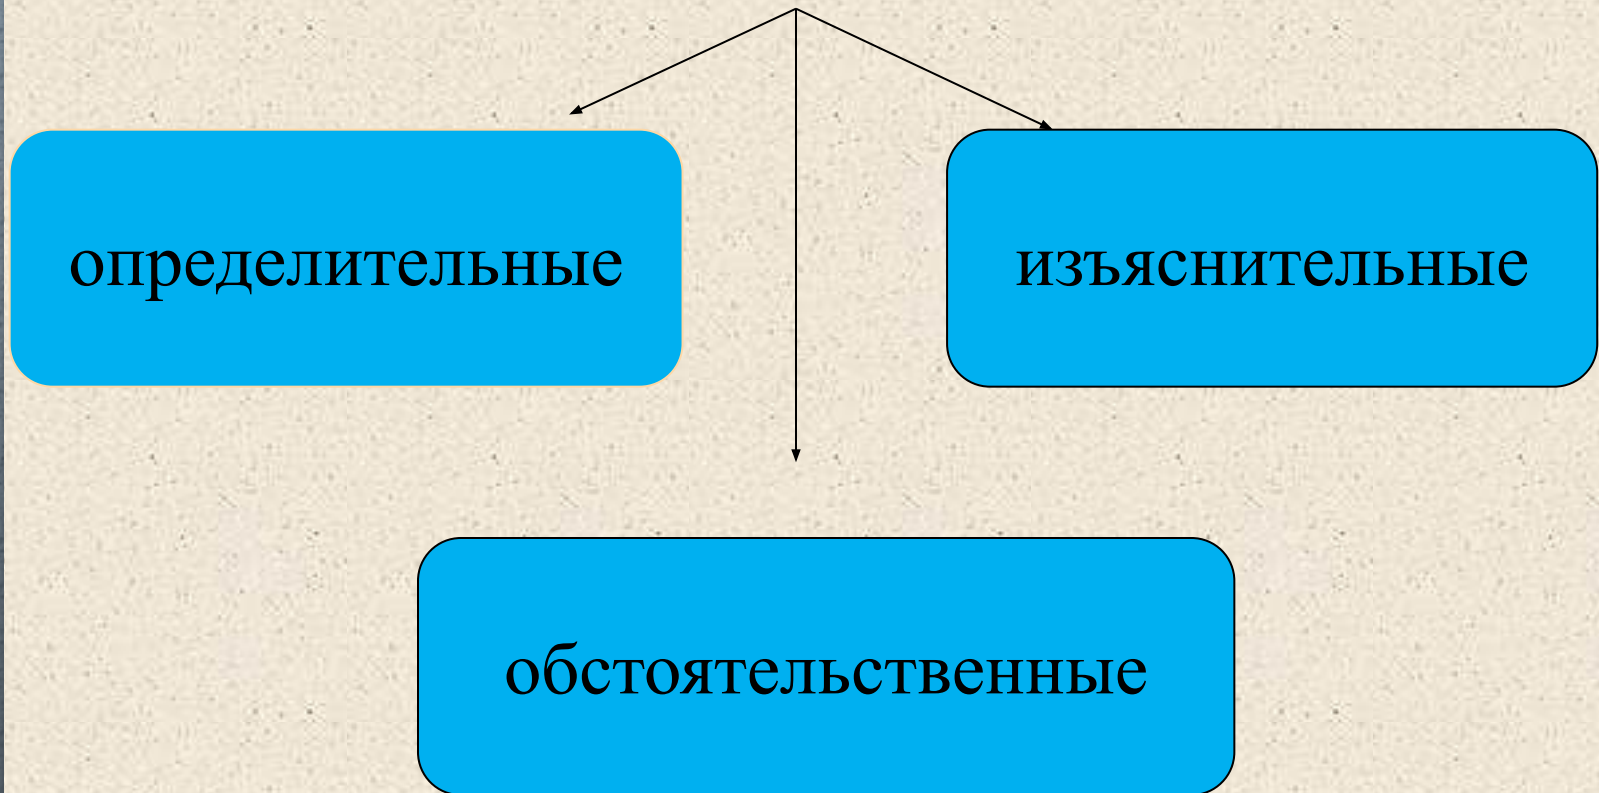 определительные
изъяснительные
обстоятельственные